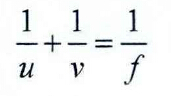 1/u + 1/v = 1/f